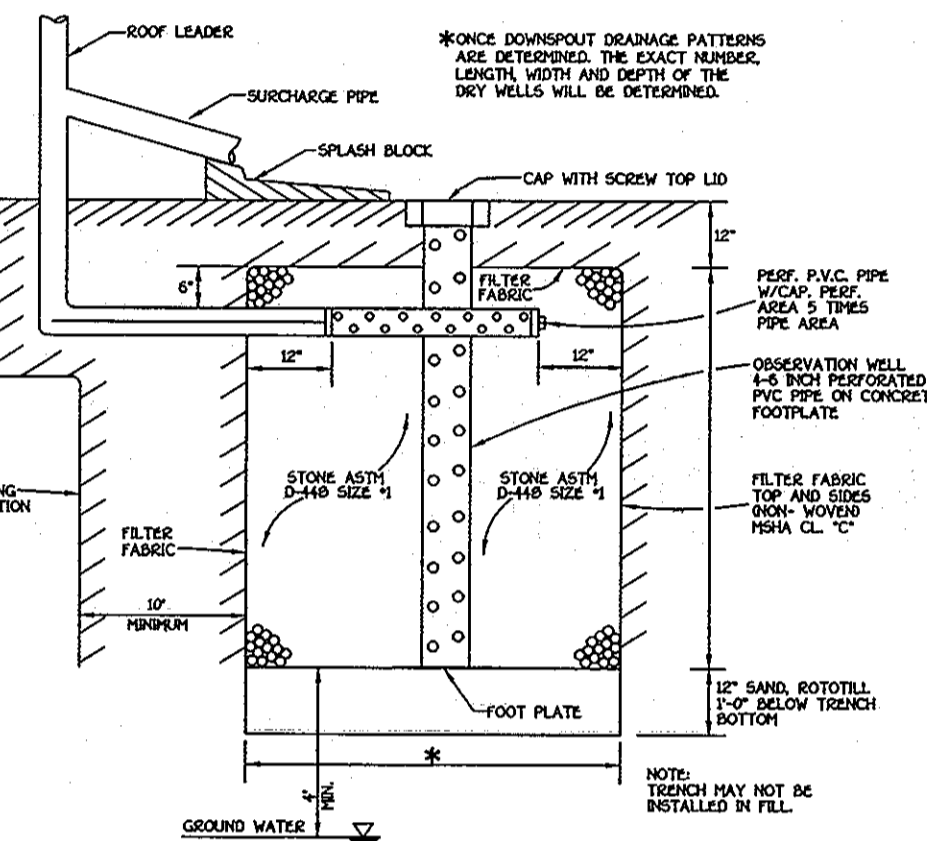 ROOF LEADER
*ONCE DOWNSPOUT DRAINAGE PATTERNS
ARE DETERMINED. THE EXACT NUMBER,
LENGTH, WIDTH AND DEPTH OF THE
DRY WELLS WILL BE DETERMINED.
SURCHARGE PIPE
SPLASH BLOCK
CAP WITH SCREW TOP LID
12"
6"
FILTER
FABRIC
PERF. P.V.C. PIPE
W/CAP. PERF.
AREA 5 TIMES
PIPE AREA
12"
12"
OBSERVATION WELL
4-6 INCH PERFORATED
PVC PIPE ON CONCRET
FOOTPLATE
STONE ASTM
D-448 SIZE #1
STONE ASTM
D-448 SIZE #1
FILTER FABRIC
TOP AND SIDES
(NON- WOVEN)
MSHA CL. "C"
NG
TION
FILTER
FABRIC
10'
MINIMUM
FOOT PLATE
12" SAND, ROTOTILL
1'-0" BELOW TRENCH
BOTTOM
*
4'
MIN.
NOTE:
TRENCH MAY NOT BE
INSTALLED IN FILL.
GROUND WATER